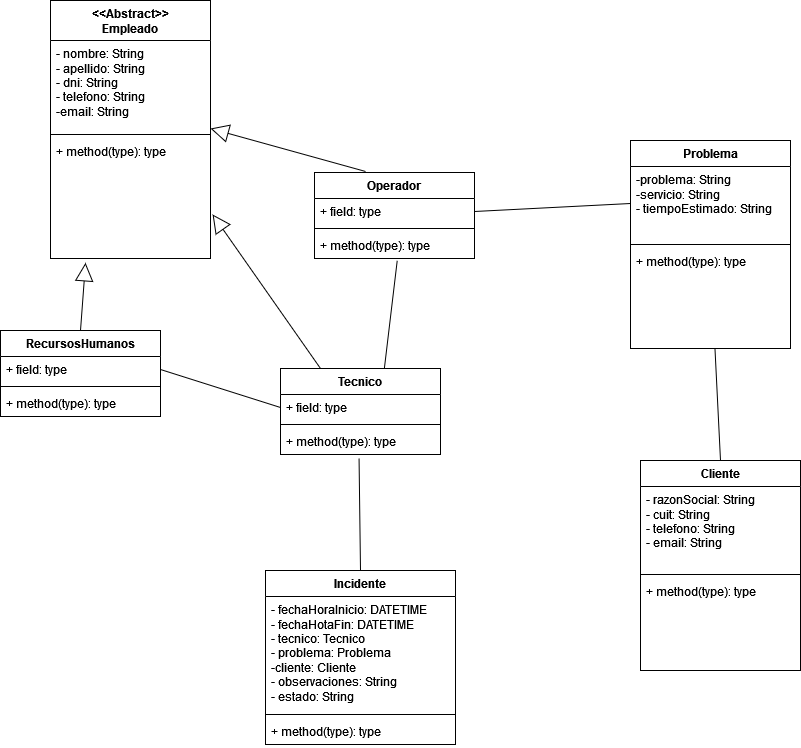 <<Abstract>>
Empleado
- nombre: String
- apellido: String
- dni: String
- telefono: String
-email: String
+ method(type): type
Operador
+ field: type
+ method(type): type
Problema
-problema: String
-servicio: String
- tiempoEstimado: String
+ method(type): type
RecursosHumanos
+ field: type
+ method(type): type
Tecnico
+ field: type
+ method(type): type
Cliente
- razonSocial: String
- cuit: String
- telefono: String
- email: String
+ method(type): type
Incidente
- fechaHoraInicio: DATETIME
- fechaHotaFin: DATETIME
- tecnico: Tecnico
- problema: Problema
-cliente: Cliente
- observaciones: String
- estado: String
+ method(type): type